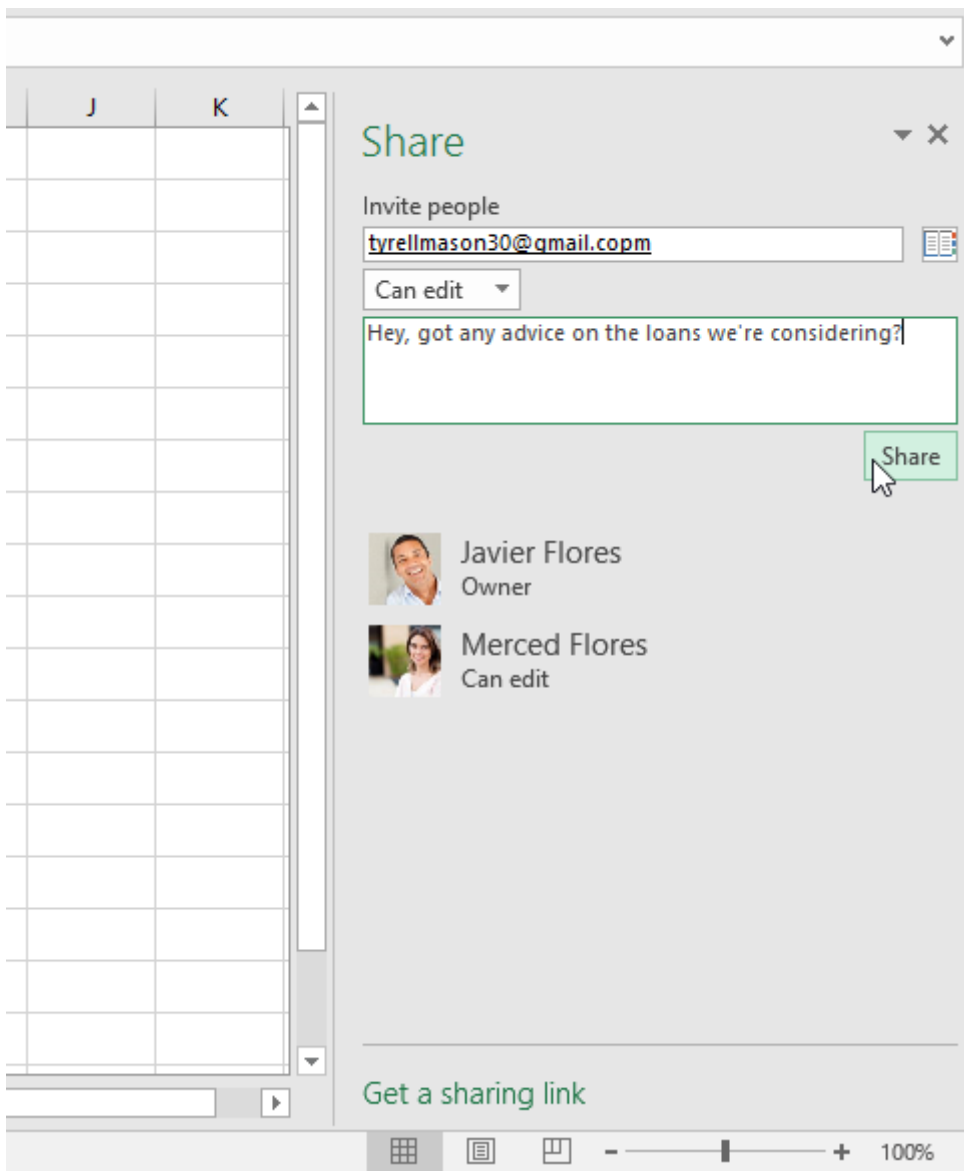 J K
Share
Invite people
tyrellmason30@gmail.copm
Can edit
Hey, got any advice on the loans we're considering?
Share
Javier Flores
Owner
Merced Flores
Can edit
Get a sharing link
100%